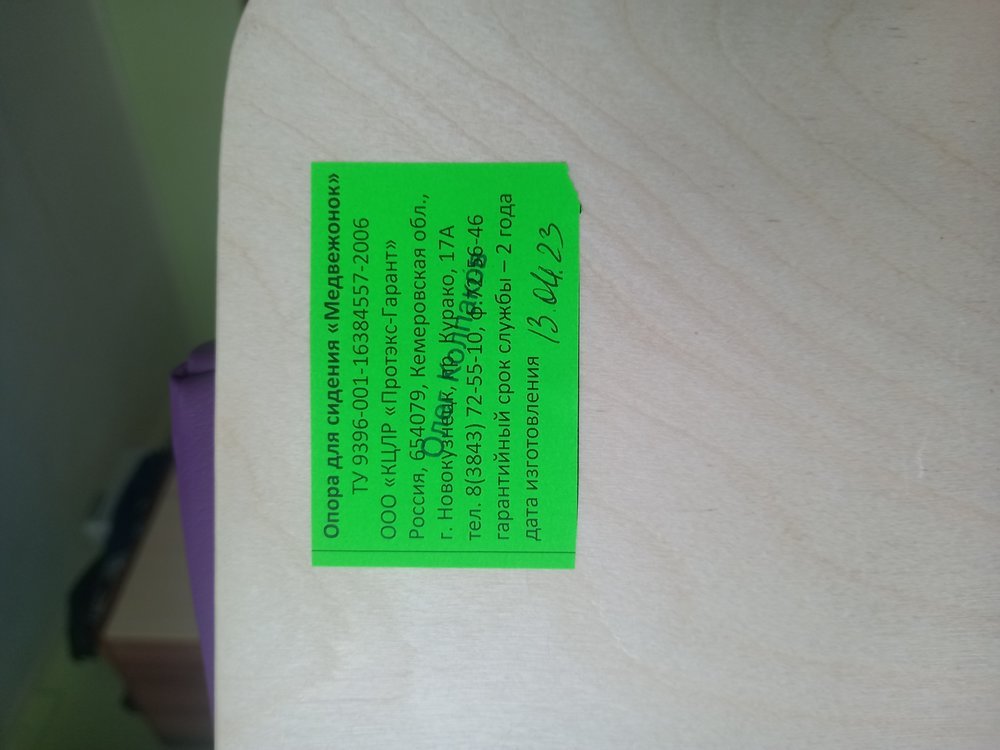 Опора для сидения «Медвежонок»
ТУ 9396-001-16384557-2006
ООО «КЦЛР «Протэкс-Гарант»
Россия, 654079, Кемеровская обл.,
г. Новокузнецк, пр. Курако, 17А
тел. 8(3843) 72-55-10, ф.72-56-46
гарантийный срок службы – 2 года
дата изготовления 13.04.23
Олег Колпаков